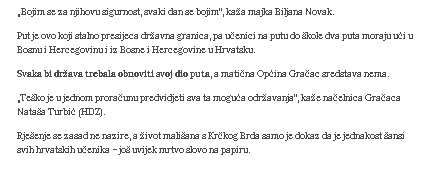 „Bojim se za njihovu sigurnost, svaki dan se bojim“, kaža majka Biljana Novak.
Put je ovo koji stalno presijeca državna granica, pa učenici na putu do škole dva puta moraju ući u
Bosnu i Hercegovinu i iz Bosne i Hercegovine u Hrvatsku.
Svaka bi država trebala obnoviti svoj dio puta, a matična Općina Gračac sredstava nema.
„Teško je u jednom proračunu predvidjeti sva ta moguća održavanja“, kaže načelnica Gračaca
Nataša Turbić (HDZ).
Rješenje se zasad ne nazire, a život mališana s Krčkog Brda samo je dokaz da je jednakost šansi
svih hrvatskih učenika – još uvijek mrtvo slovo na papiru.